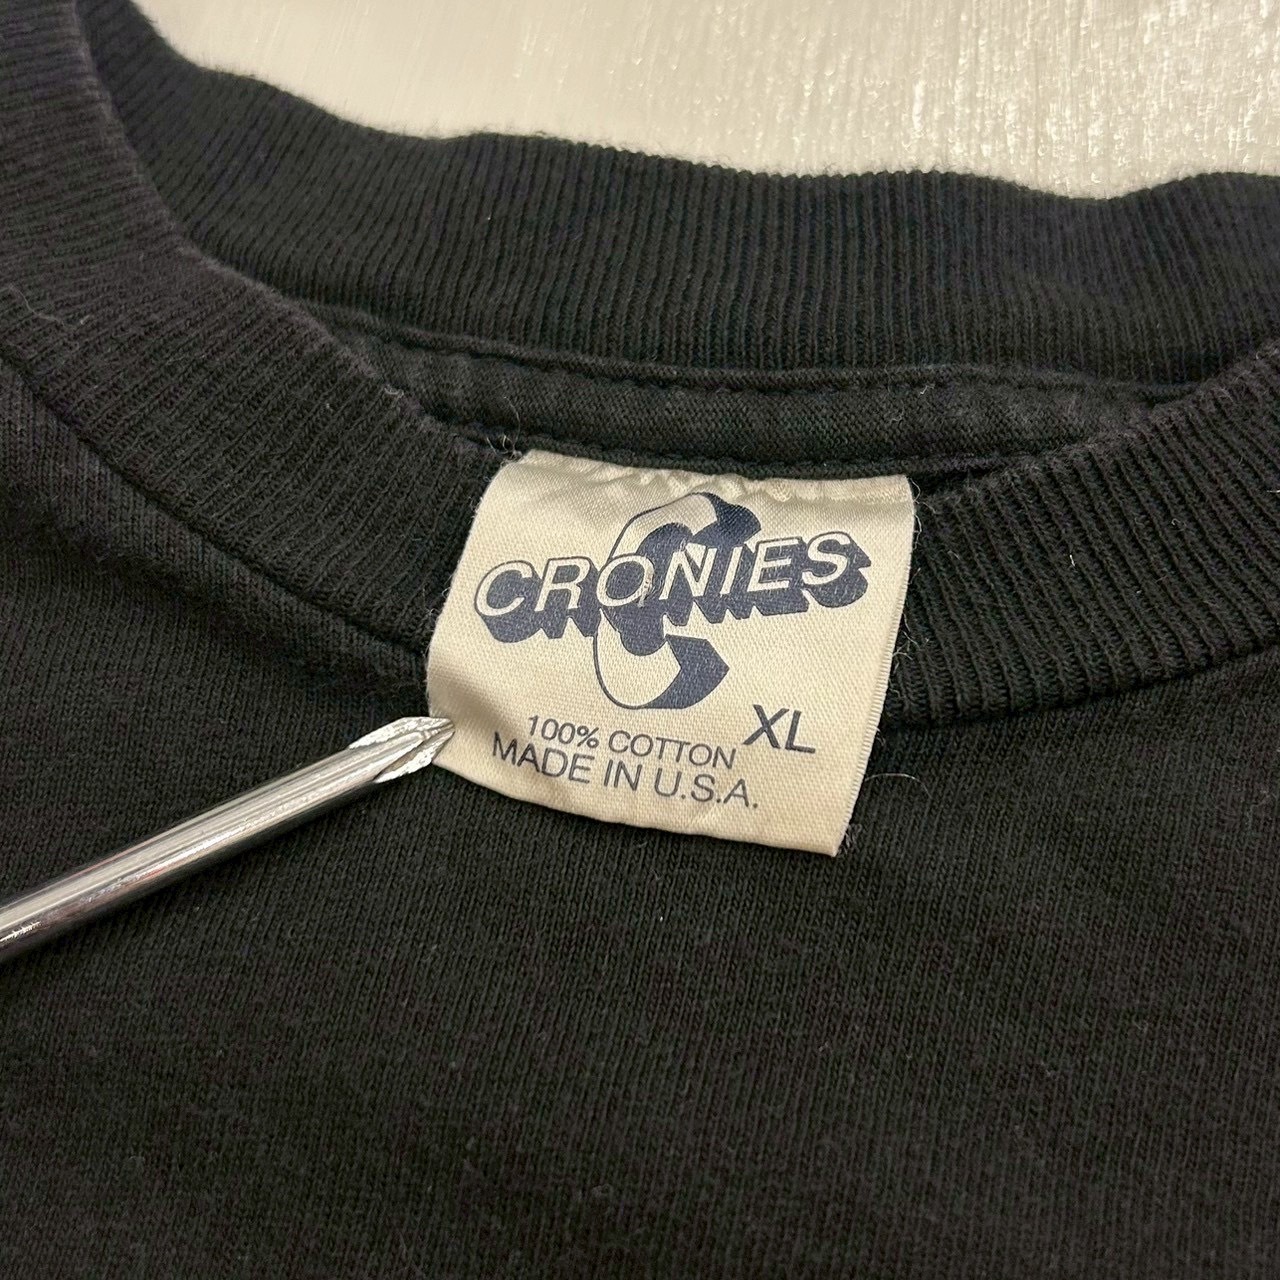 CRONIES
XL
100% COTTON
MADE IN U.S.A.